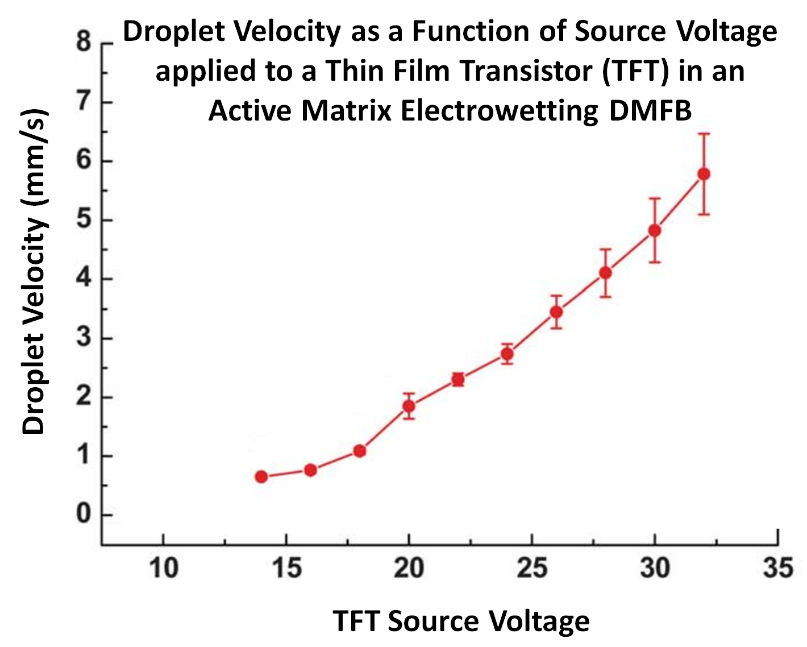 Droplet Velocity as a Function of Source Voltage
applied to a Thin Film Transistor (TFT) in an
Active Matrix Electrowetting DMFB
Droplet Velocity (mm/s)
8
7
6
5
4
3
2
1
0
10 15 20 25 30 35
TFT Source Voltage